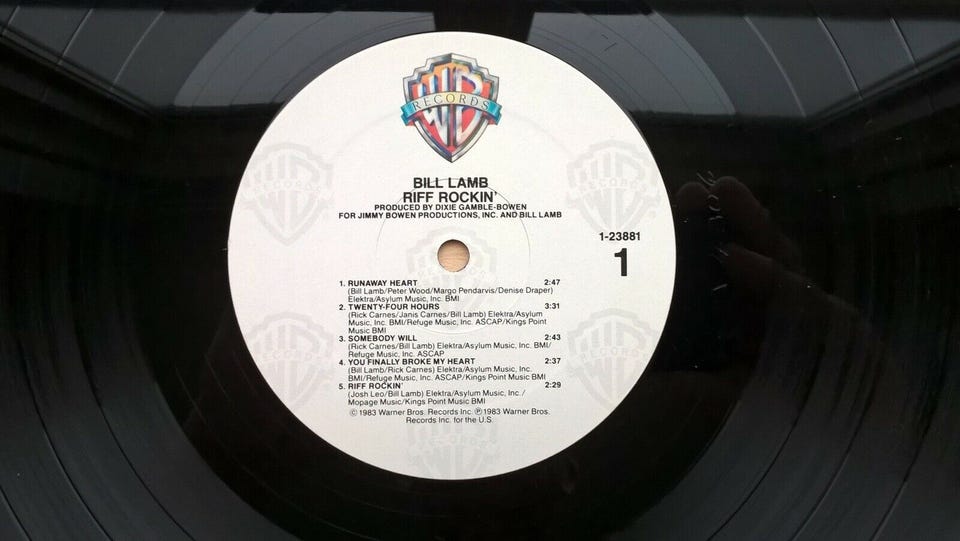 RECORDS
WB
BILL LAMB
RIFF ROCKIN'
PRODUCED BY DIXIE GAMBLE-BOWEN
FOR JIMMY BOWEN PRODUCTIONS, INC. AND BILL LAMB
1-23881
1
1. RUNAWAY HEART 2:47
(Bill Lamb/Peter Wood/Margo Pendarvis/Denise Draper)
Elektra/Asylum Music, Inc. BMI
2. TWENTY-FOUR HOURS 3:31
(Rick Carnes/Janis Carnes/Bill Lamb) Elektra/Asylum
Music, Inc. BMI/Refuge Music, Inc. ASCAP/Kings Point
Music BMI
3. SOMEBODY WILL 2:43
(Rick Carnes/Bill Lamb) Elektra/Asylum Music, Inc. BMI/
Refuge Music, Inc. ASCAP
4. YOU FINALLY BROKE MY HEART 2:37
(Bill Lamb/Rick Carnes) Elektra/Asylum Music, Inc.
BMI/Refuge Music, Inc. ASCAP/Kings Point Music BMI
5. RIFF ROCKIN' 2:29
(Josh Leo/Bill Lamb) Elektra/Asylum Music, Inc./
Mopage Music/Kings Point Music BMI
©1983 Warner Bros. Records Inc. ℗1983 Warner Bros.
Records Inc. for the U.S.